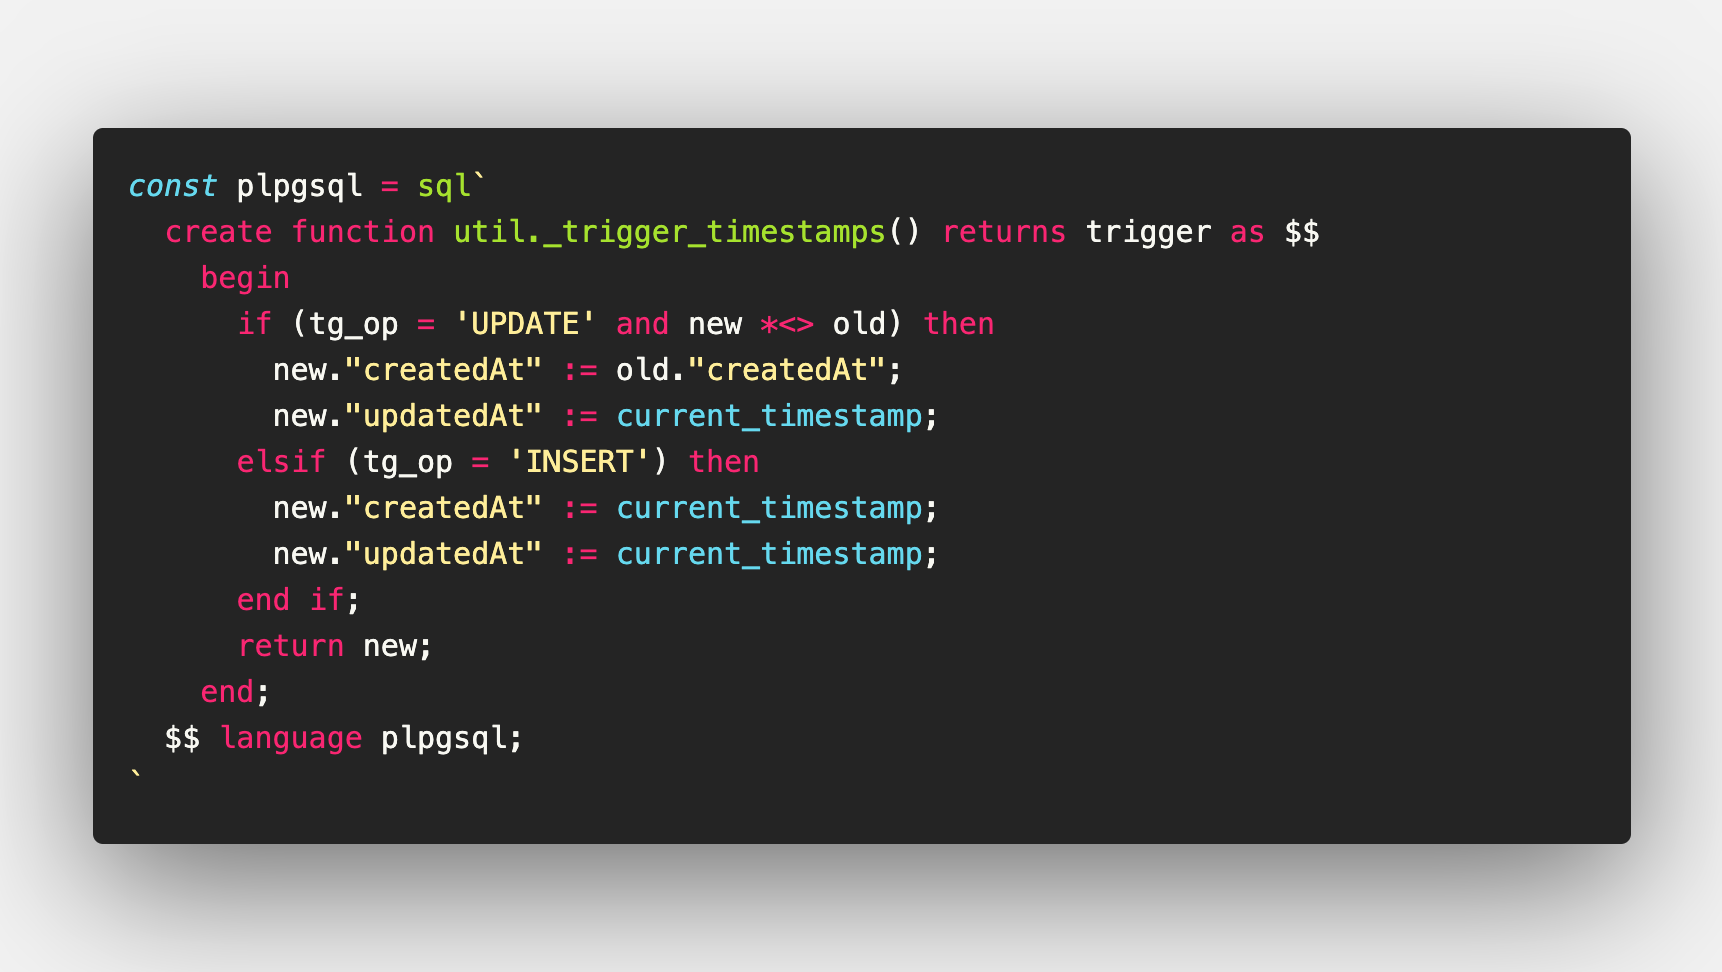 const plpgsql = sql`
  create function util._trigger_timestamps() returns trigger as $$
    begin
      if (tg_op = 'UPDATE' and new *<> old) then
        new."createdAt" := old."createdAt";
        new."updatedAt" := current_timestamp;
      elsif (tg_op = 'INSERT') then
        new."createdAt" := current_timestamp;
        new."updatedAt" := current_timestamp;
      end if;
      return new;
    end;
  $$ language plpgsql;
`